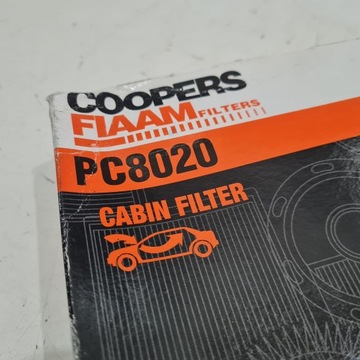 COOPERS
FIAAM FILTERS
PC8020
CABIN FILTER